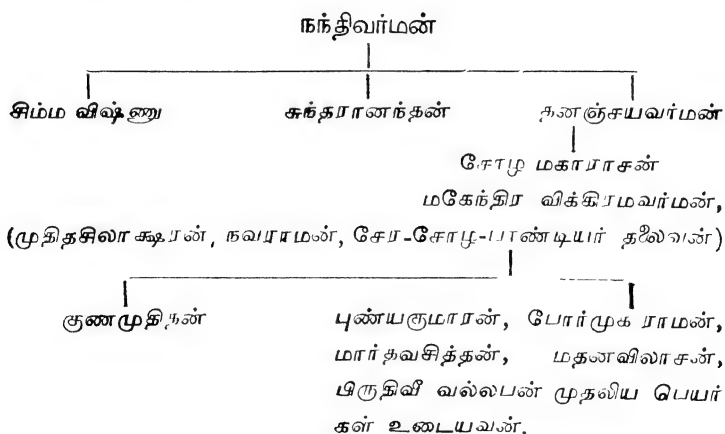 நந்திவர்மன்
சிம்ம விஷ்ணு சுந்தரானந்தன் தனஞ்சயவர்மன்
சோழ மகாராசன்
மகேந்திர விக்கிரமவர்மன்,
(முதிதசிலாக்ஷரன், நவராமன், சேர-சோழ-பாண்டியர் தலைவன்)
குணமுதிதன் புண்யகுமாரன், போர்முக ராமன்,
மார்தவசித்தன், மதனவிலாசன்,
பிருதிவீ வல்லபன் முதலிய பெயர்
கள் உடையவன்.